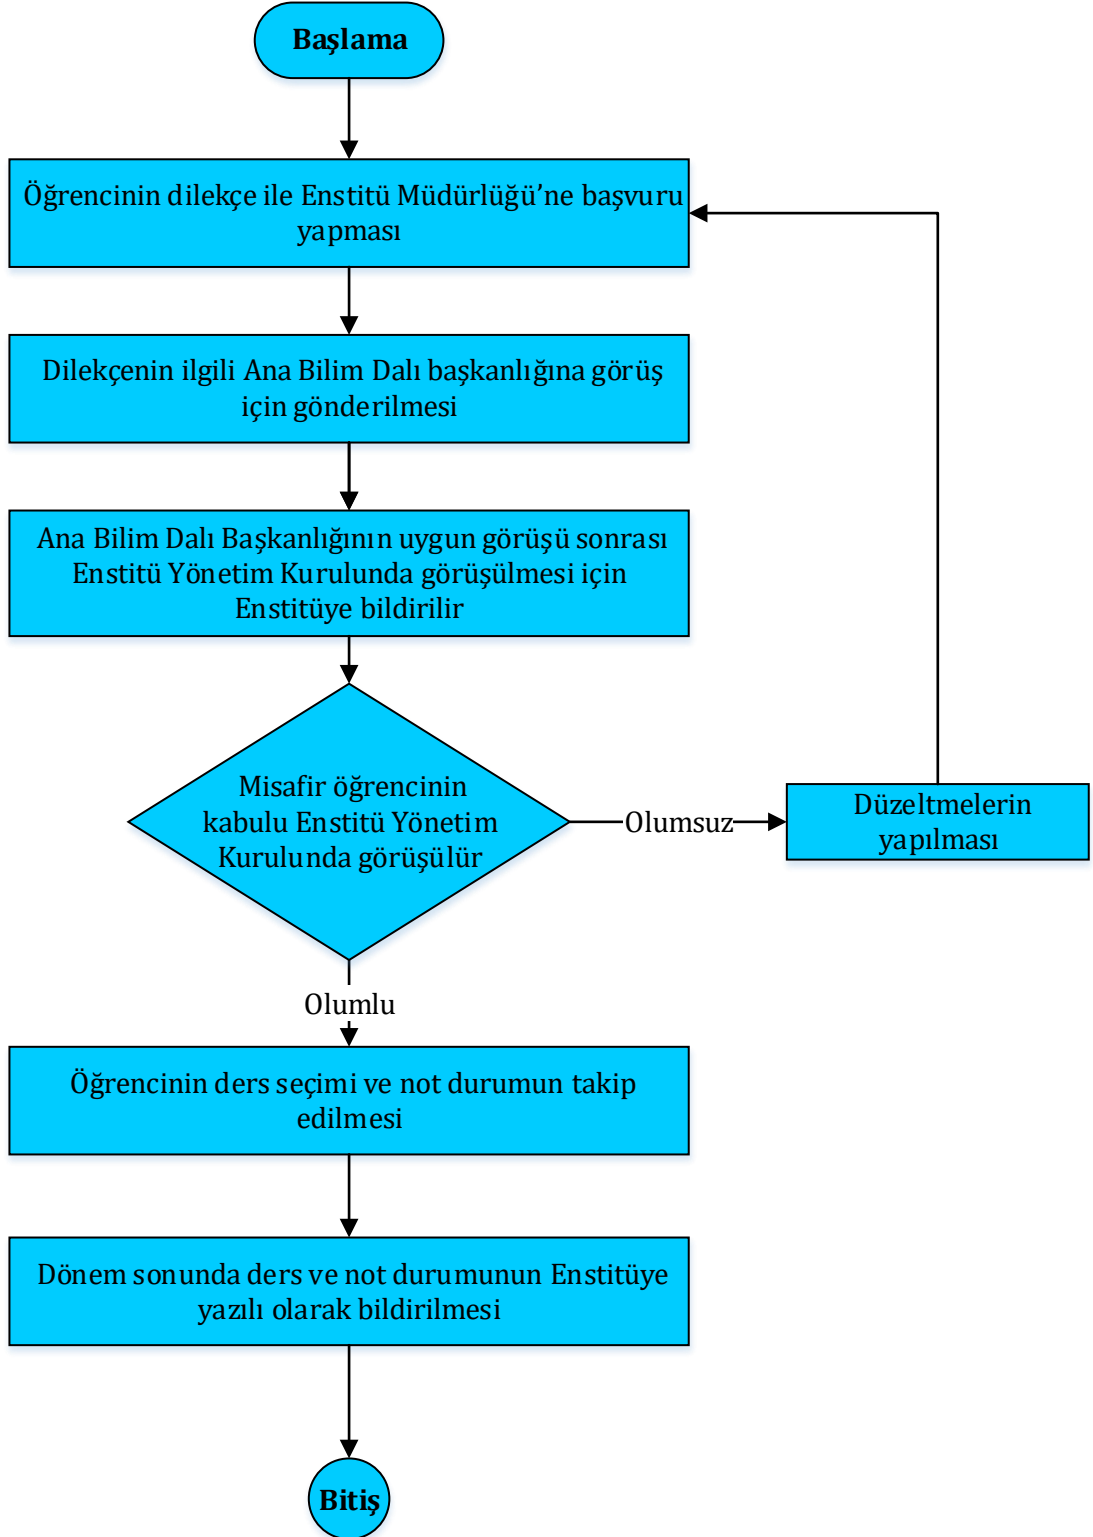 Başlama
Öğrencinin dilekçe ile Enstitü Müdürlüğü’ne başvuru
yapması
Dilekçenin ilgili Ana Bilim Dalı başkanlığına görüş
için gönderilmesi
Ana Bilim Dalı Başkanlığının uygun görüşü sonrası
Enstitü Yönetim Kurulunda görüşülmesi için
Enstitüye bildirilir
Misafir öğrencinin
kabulu Enstitü Yönetim
Kurulunda görüşülür
Olumsuz
Düzeltmelerin
yapılması
Olumlu
Öğrencinin ders seçimi ve not durumun takip
edilmesi
Dönem sonunda ders ve not durumunun Enstitüye
yazılı olarak bildirilmesi
Bitiş